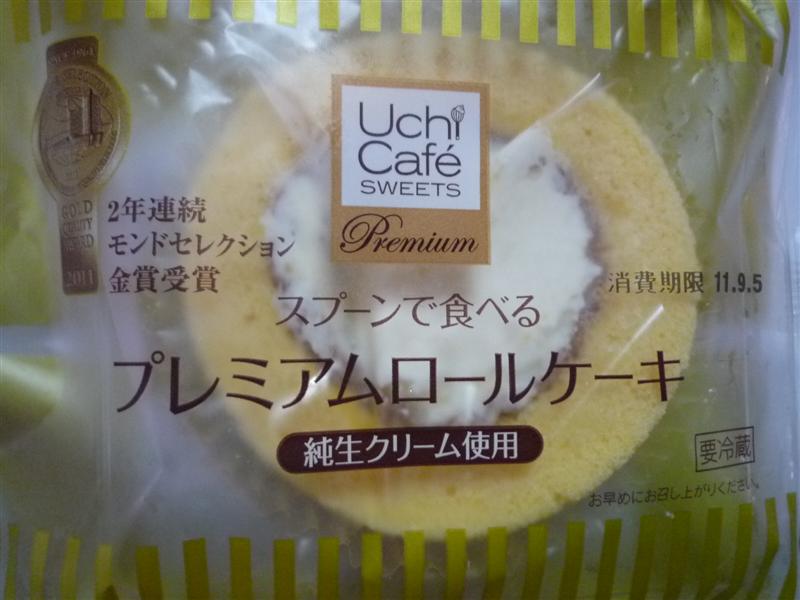 Uchi
Café
SWEETS
Premium
GOLD
QUALITY
AWARD
2011
2年連続
モンドセレクション
金賞受賞
消費期限 11.9.5
スプーンで食べる
プレミアムロールケーキ
純生クリーム使用
要冷蔵
お早めにお召し上がりください。